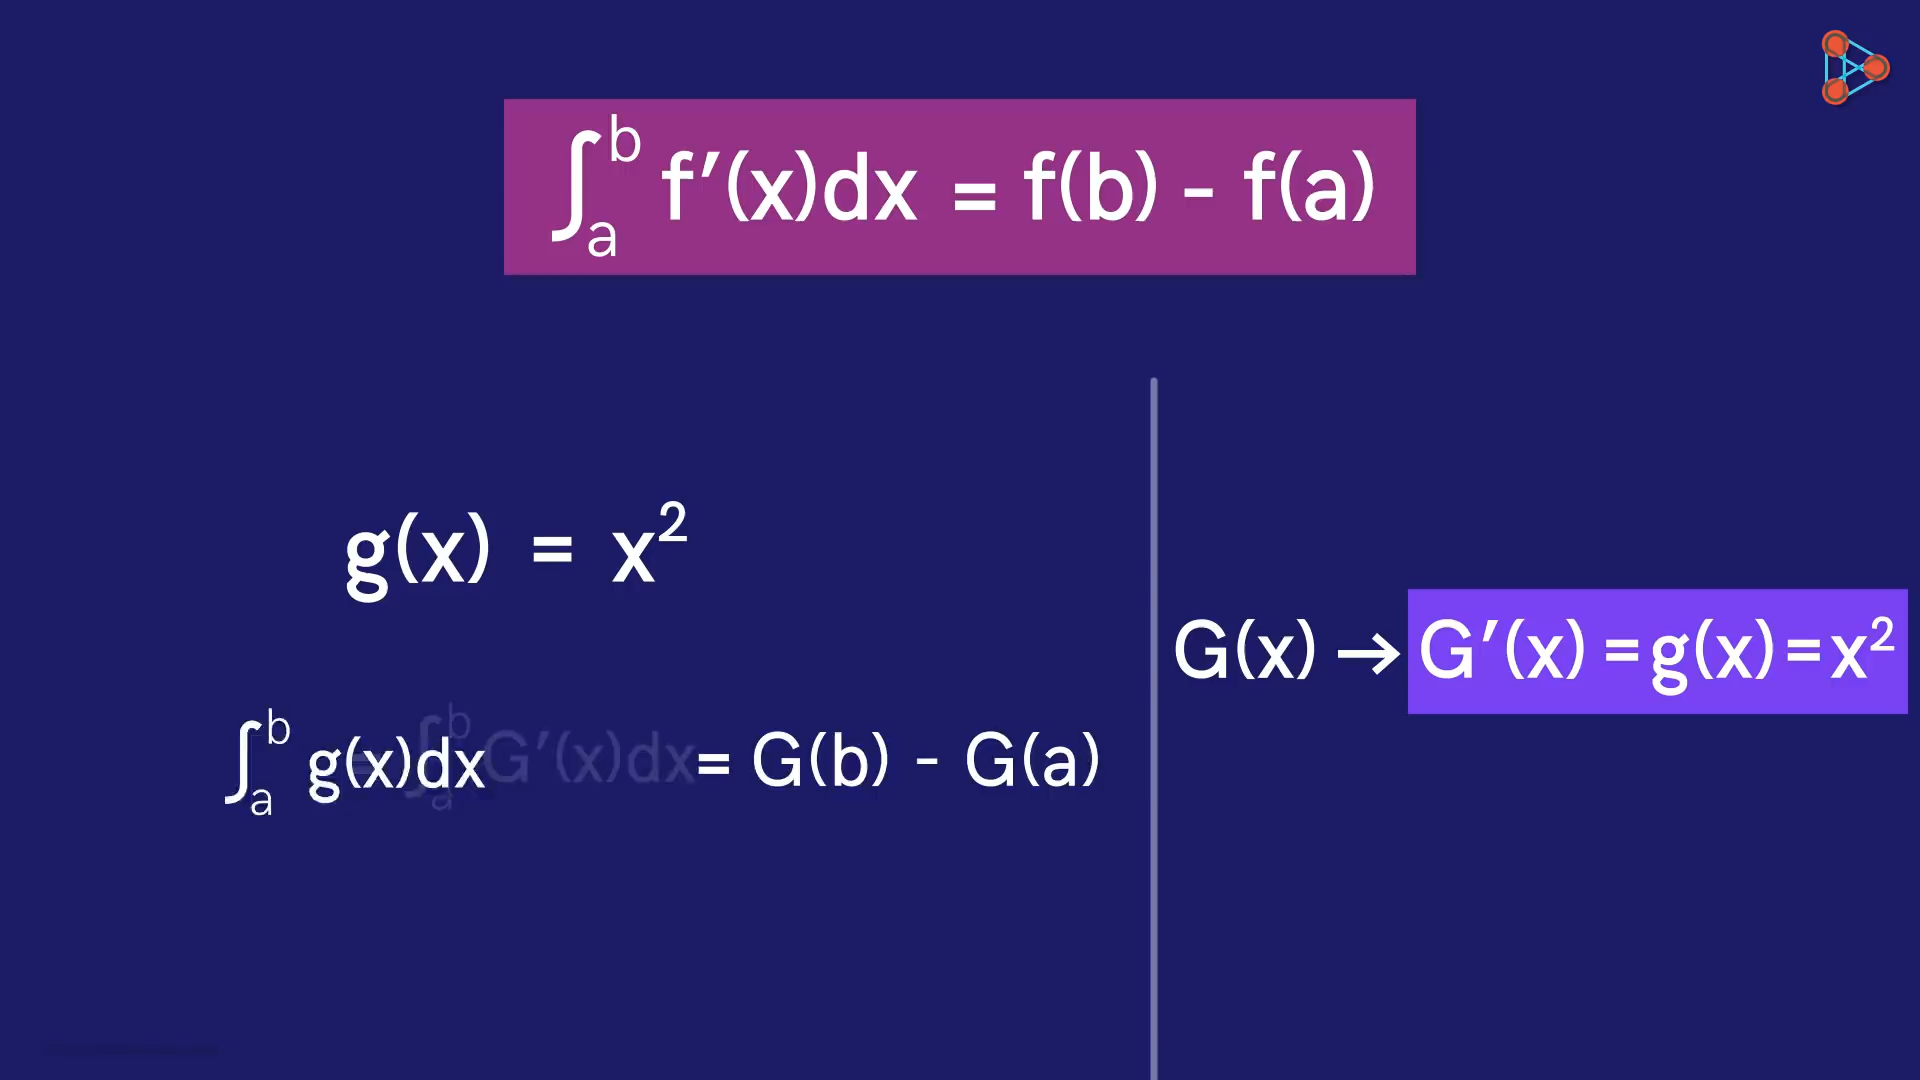 ∫ₐᵇ f′(x)dx = f(b) - f(a)
g(x) = x²
∫ₐᵇ g(x)dx = ∫ₐᵇ G′(x)dx = G(b) - G(a)
G(x) → G′(x) = g(x) = x²